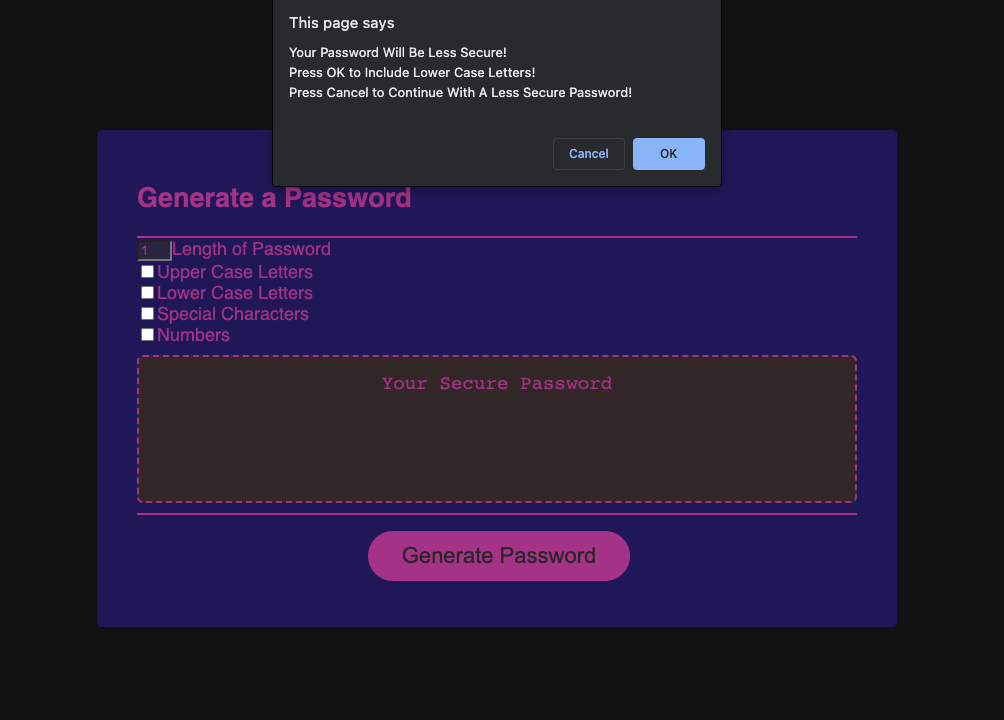 This page says
Your Password Will Be Less Secure!
Press OK to Include Lower Case Letters!
Press Cancel to Continue With A Less Secure Password!
Cancel OK
Generate a Password
1 Length of Password
Upper Case Letters
Lower Case Letters
Special Characters
Numbers
Your Secure Password
Generate Password